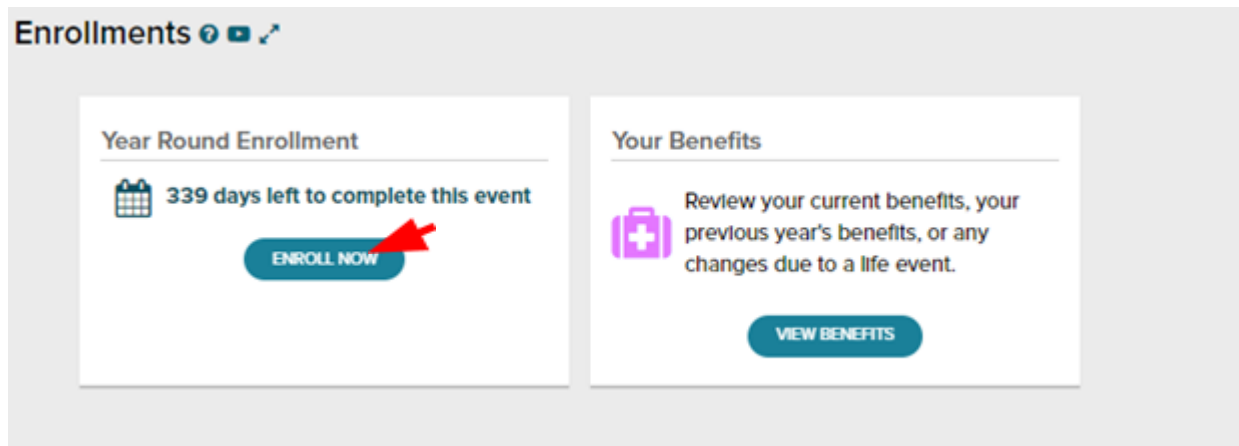 Enrollments
Year Round Enrollment
339 days left to complete this event
ENROLL NOW
Your Benefits
Review your current benefits, your
previous year's benefits, or any
changes due to a life event.
VIEW BENEFITS